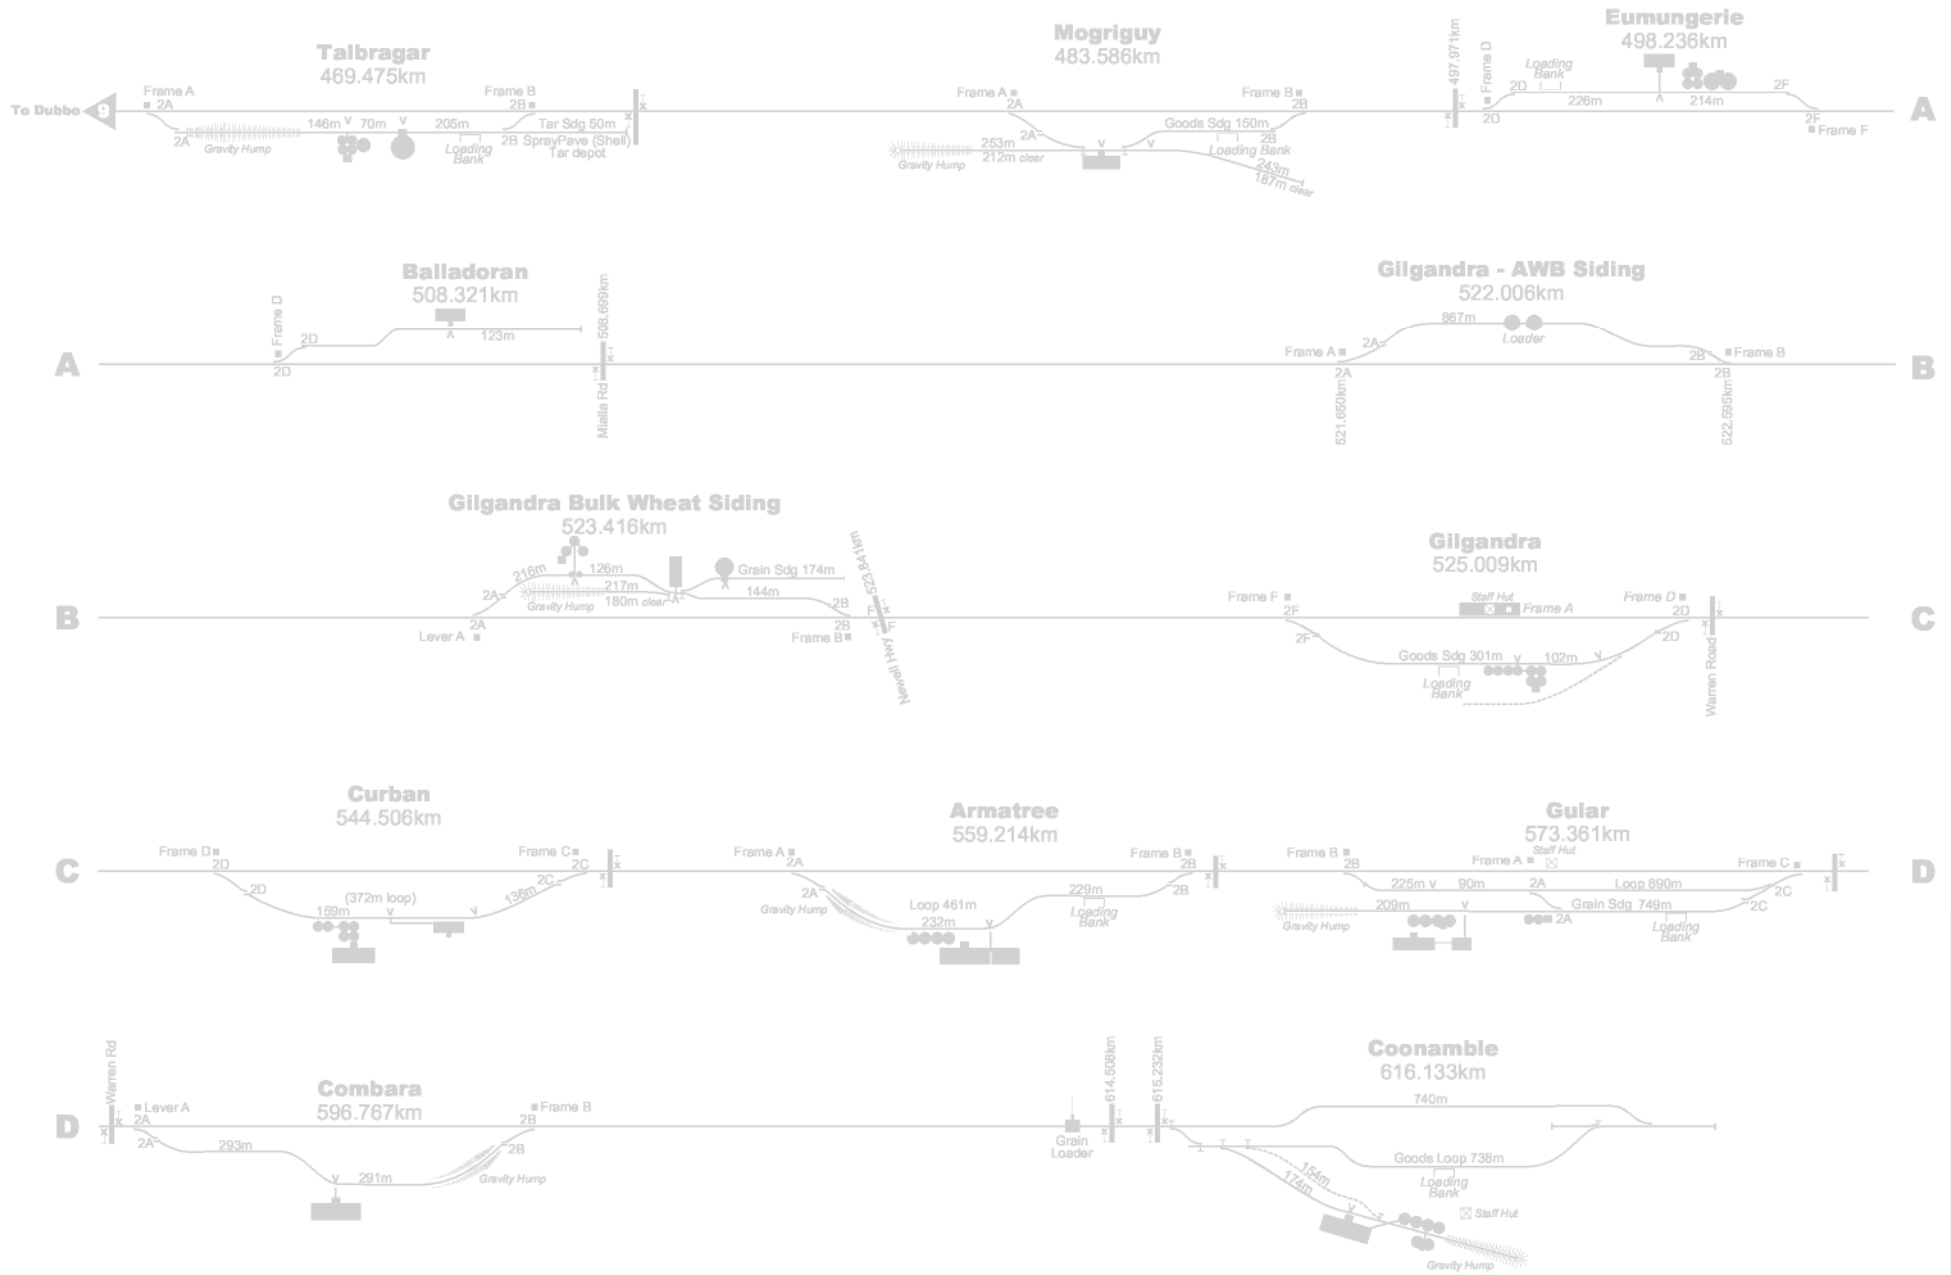 Talbragar
469.475km
Frame A
2A
To Dubbo
9
2A
Gravity Hump
146m
70m
205m
Loading
Bank
Frame B
2B
2B
Tar Sdg 50m
SprayPave (Shell)
Tar depot
Mogriguy
483.586km
Frame A
2A
2A
253m
212m clear
Gravity Hump
Frame B
2B
Goods Sdg 150m
2B
Loading Bank
243m
187m clear
497.971km
Eumungerie
498.236km
Frame D
2D
2D
Loading
Bank
226m
214m
2F
2F
Frame F
A
A
Balladoran
508.321km
Frame D
2D
2D
123m
508.699km
Mialla Rd
Gilgandra - AWB Siding
522.006km
867m
Loader
Frame A
2A
2A
521.650km
2B
Frame B
2B
522.595km
B
B
Gilgandra Bulk Wheat Siding
523.416km
216m
126m
217m
180m clear
Gravity Hump
2A
2A
Lever A
Grain Sdg 174m
144m
2B
2B
Frame B
523.841km
F
F
Newell Hwy
Gilgandra
525.009km
Frame F
2F
2F
Staff Hut
Frame A
Frame D
2D
2D
Goods Sdg 301m
102m
Loading
Bank
Warren Road
C
C
Curban
544.506km
Frame D
2D
2D
(372m loop)
159m
136m
Frame C
2C
2C
Armatree
559.214km
Frame A
2A
2A
Gravity Hump
Loop 461m
232m
229m
Loading
Bank
Frame B
2B
2B
Gular
573.361km
Frame B
2B
Staff Hut
Frame A
2A
225m
90m
209m
Gravity Hump
2A
Loop 890m
Grain Sdg 749m
Loading
Bank
Frame C
2C
2C
D
D
Warren Rd
Lever A
2A
2A
293m
Combara
596.767km
291m
Frame B
2B
2B
Gravity Hump
Grain
Loader
614.508km
615.232km
Coonamble
616.133km
740m
Goods Loop 738m
Loading
Bank
154m
174m
Staff Hut
Gravity Hump